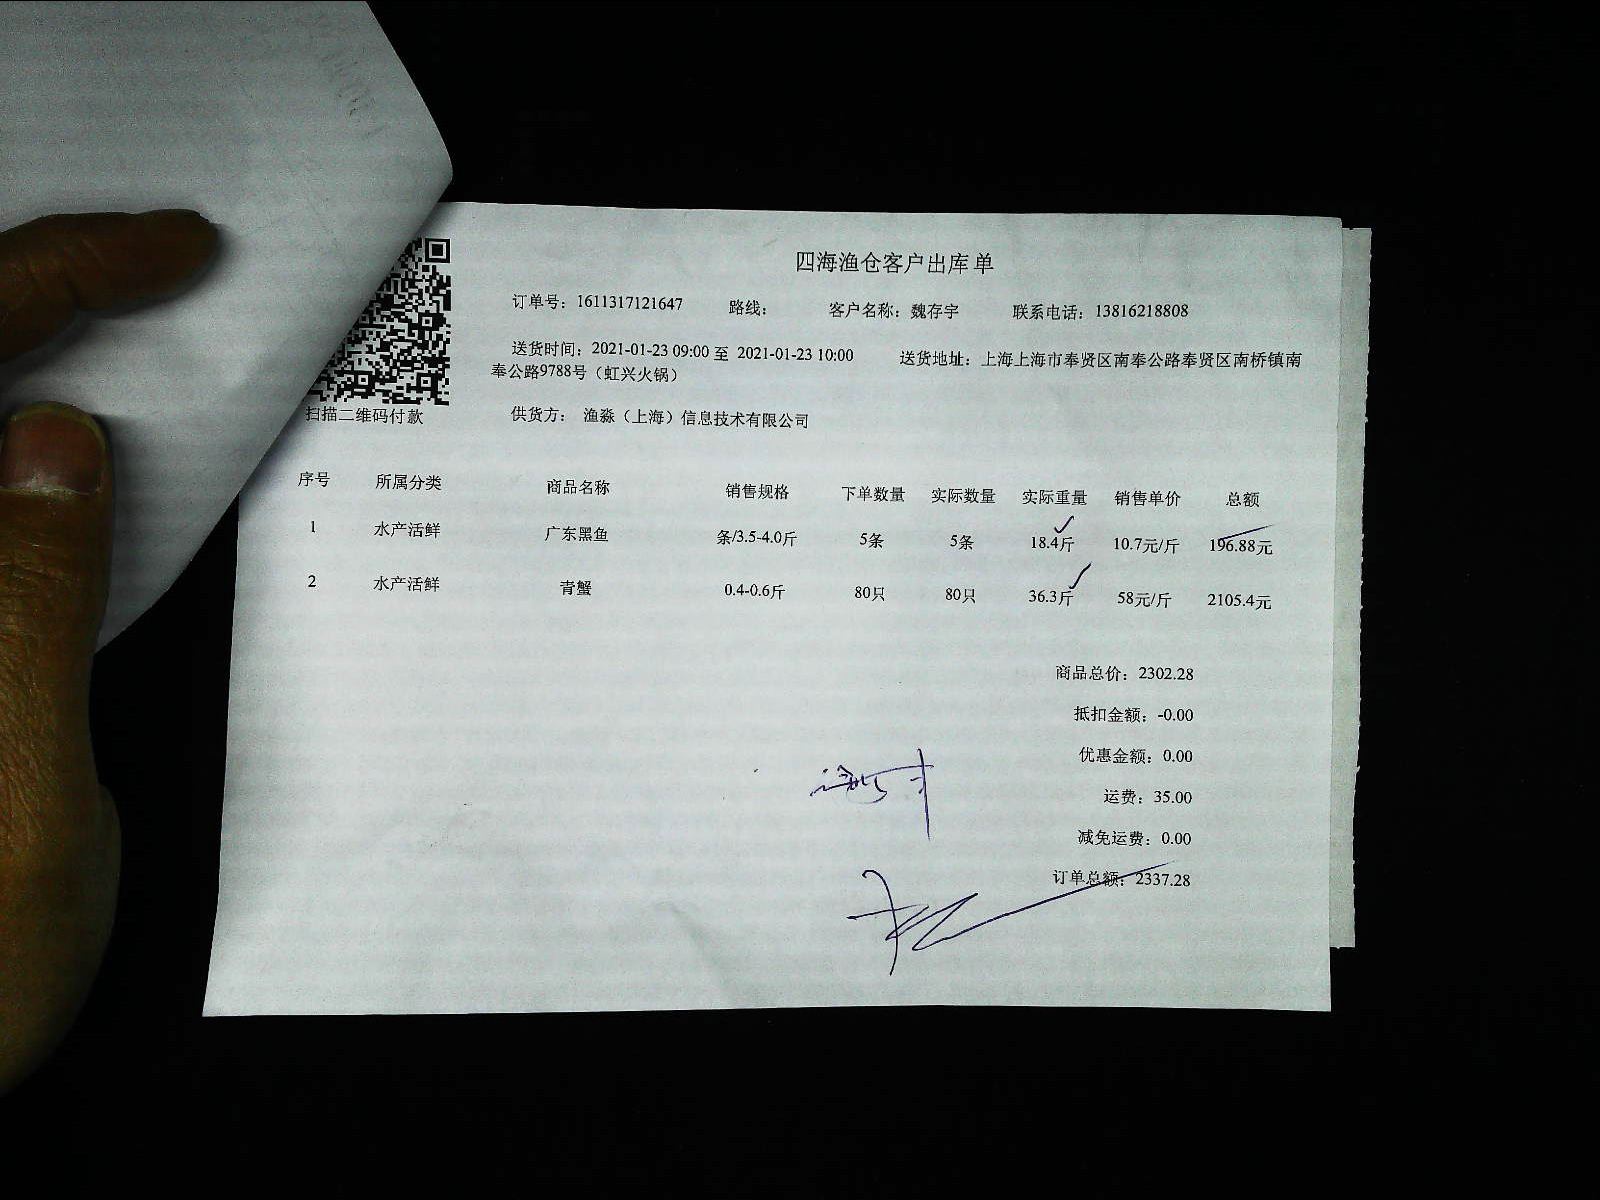 四海渔仓客户出库单
订单号：1611317121647 路线： 客户名称：魏存宇 联系电话：13816218808
送货时间：2021-01-23 09:00 至 2021-01-23 10:00 送货地址：上海上海市奉贤区南奉公路奉贤区南桥镇南
奉公路9788号（虹兴火锅）
扫描二维码付款 供货方： 渔淼（上海）信息技术有限公司
序号 所属分类 商品名称 销售规格 下单数量 实际数量 实际重量 销售单价 总额
1 水产活鲜 广东黑鱼 条/3.5-4.0斤 5条 5条 18.4斤 10.7元/斤 196.88元
2 水产活鲜 青蟹 0.4-0.6斤 80只 80只 36.3斤 58元/斤 2105.4元
商品总价：2302.28
抵扣金额：-0.00
优惠金额：0.00
运费：35.00
减免运费：0.00
订单总额：2337.28